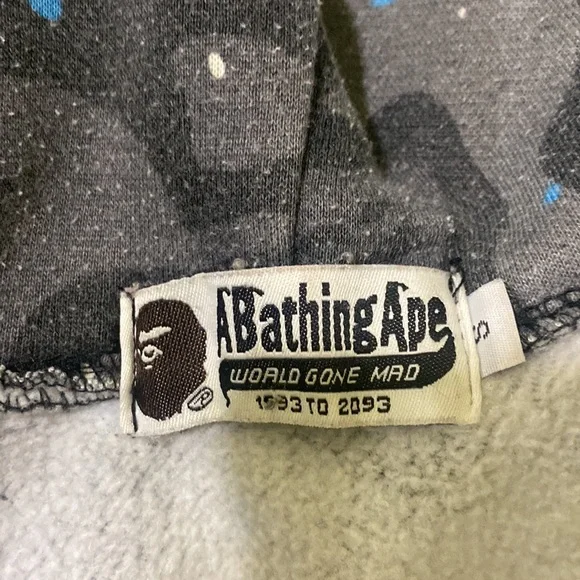 ABathingApe
WORLD GONE MAD
®
1993 TO 2093
S